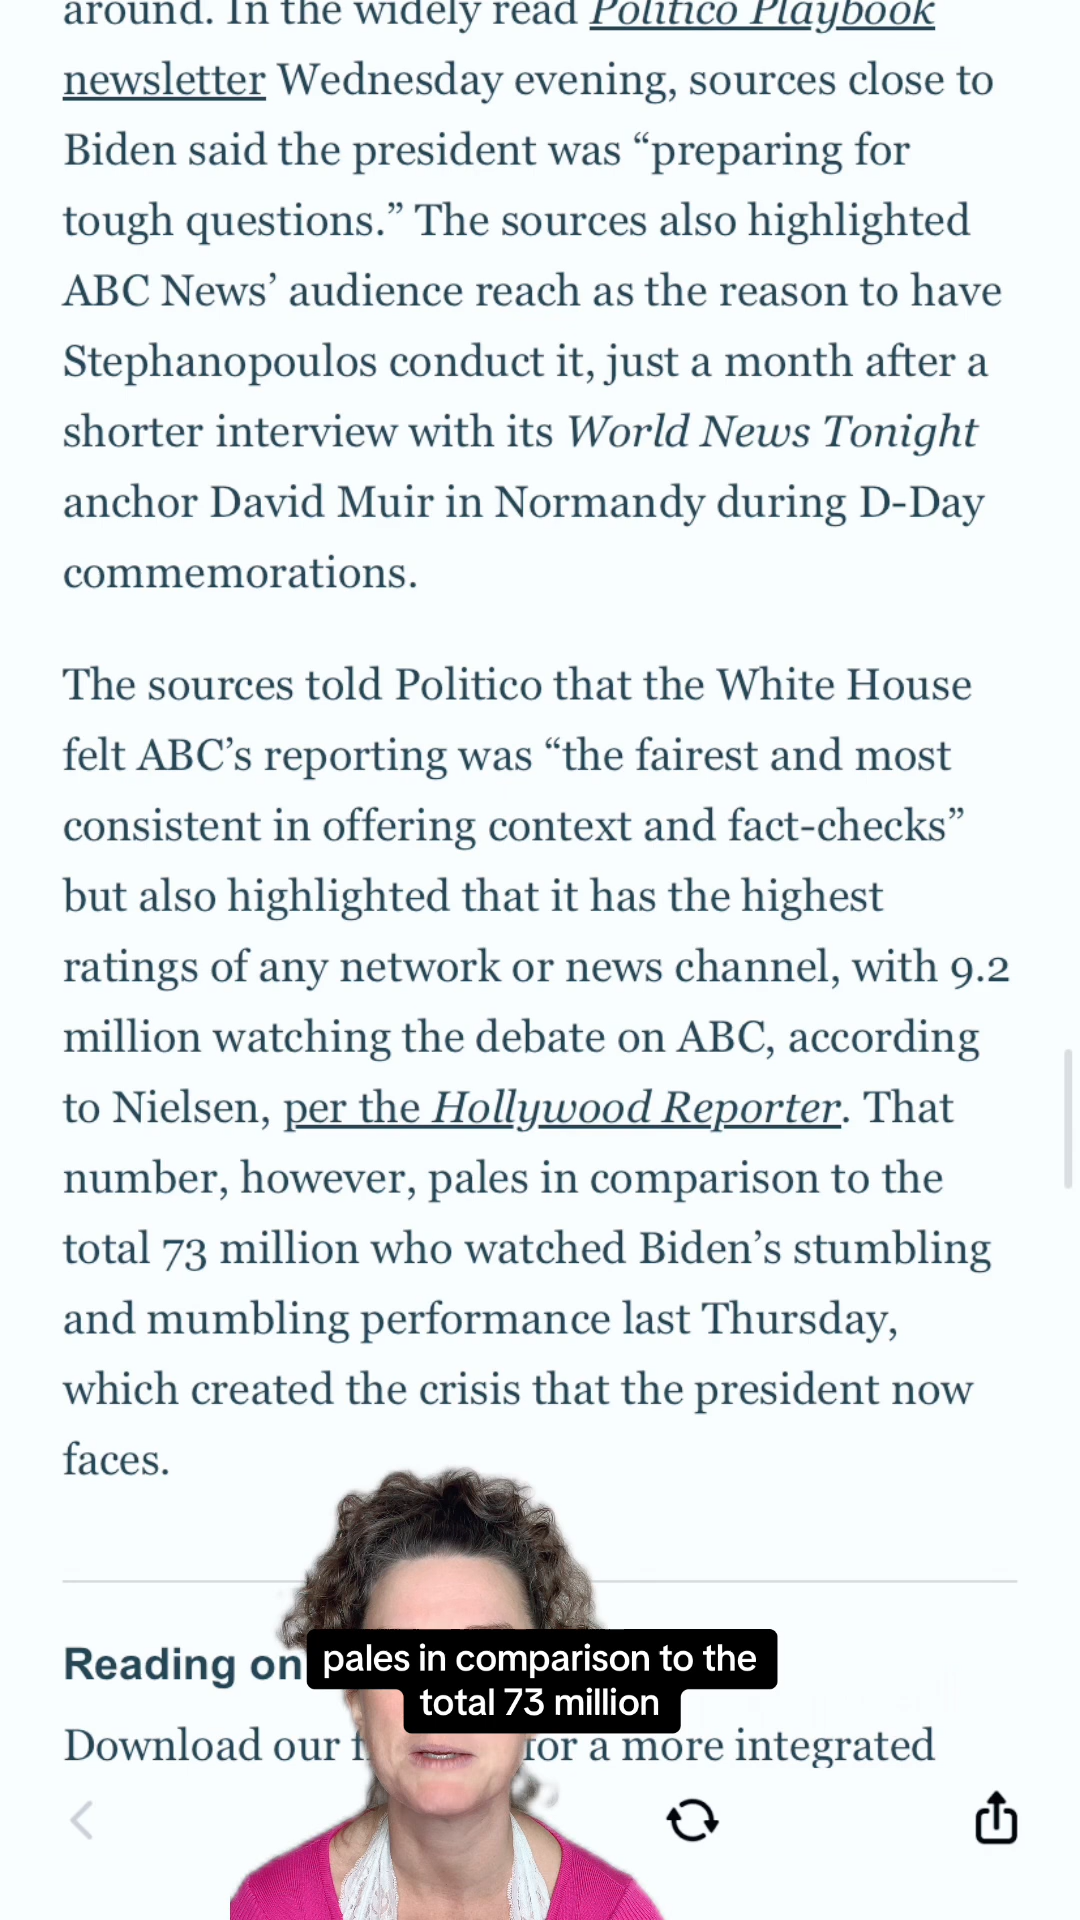 around. In the widely read Politico Playbook
newsletter Wednesday evening, sources close to
Biden said the president was “preparing for
tough questions.” The sources also highlighted
ABC News’ audience reach as the reason to have
Stephanopoulos conduct it, just a month after a
shorter interview with its World News Tonight
anchor David Muir in Normandy during D-Day
commemorations.
The sources told Politico that the White House
felt ABC’s reporting was “the fairest and most
consistent in offering context and fact-checks”
but also highlighted that it has the highest
ratings of any network or news channel, with 9.2
million watching the debate on ABC, according
to Nielsen, per the Hollywood Reporter. That
number, however, pales in comparison to the
total 73 million who watched Biden’s stumbling
and mumbling performance last Thursday,
which created the crisis that the president now
faces.
Reading on
pales in comparison to the
total 73 million
Download our for a more integrated